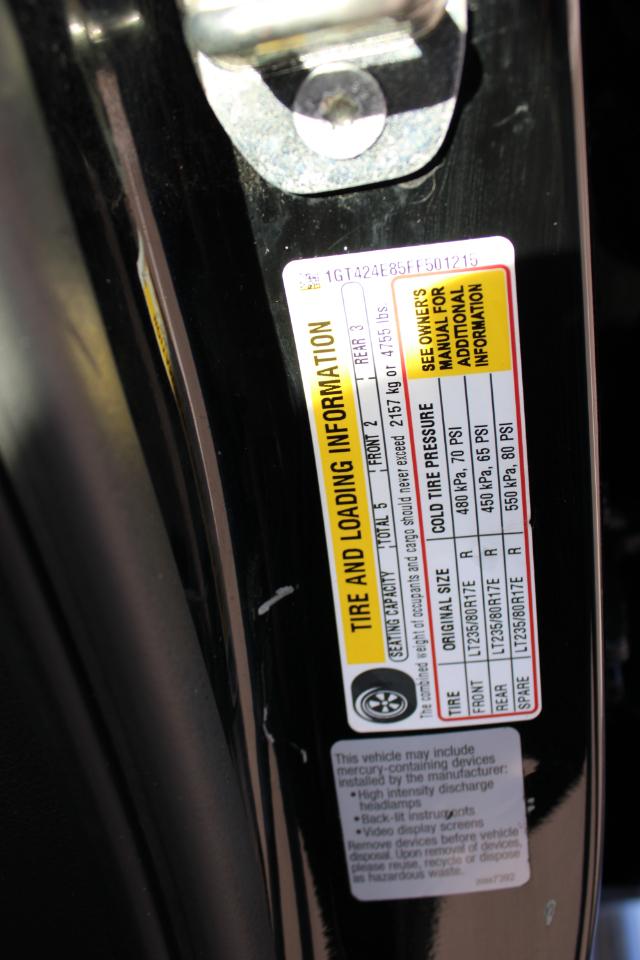 1GT424E85FF501215
TIRE AND LOADING INFORMATION
SEATING CAPACITY TOTAL 5 FRONT 2 REAR 3
The combined weight of occupants and cargo should never exceed 2157 kg or 4755 lbs
TIRE ORIGINAL SIZE COLD TIRE PRESSURE
FRONT LT235/80R17E R 480 kPa, 70 PSI
REAR LT235/80R17E R 450 kPa, 65 PSI
SPARE LT235/80R17E R 550 kPa, 80 PSI
SEE OWNER'S
MANUAL FOR
ADDITIONAL
INFORMATION
This vehicle may include
mercury-containing devices
installed by the manufacturer:
• High intensity discharge
headlamps
• Back-lit instruments
• Video display screens
Remove devices before vehicle
disposal. Upon removal of devices,
please reuse, recycle or dispose
as hazardous waste.